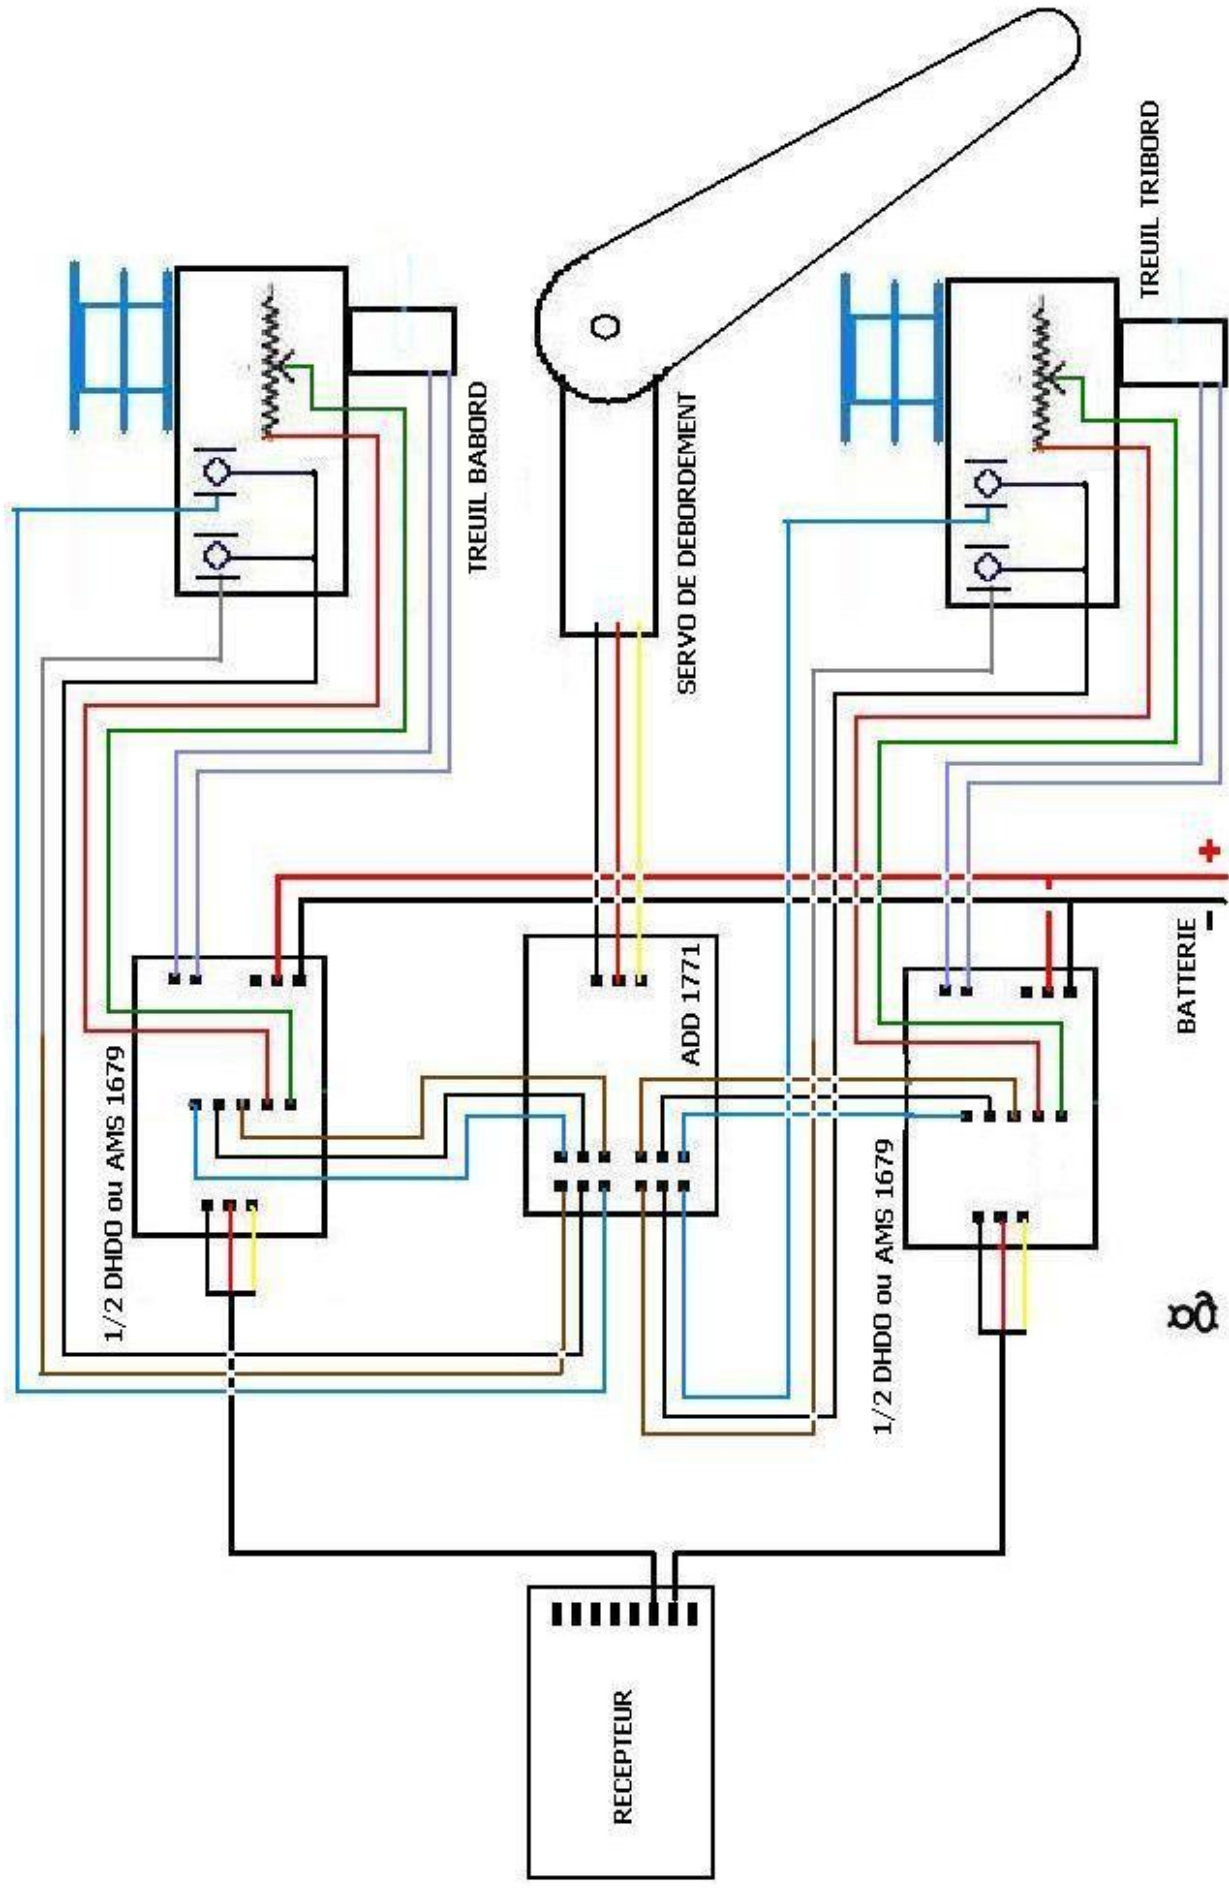 TREUIL BABORD
SERVO DE DEBORDEMENT
TREUIL TRIBORD
1/2 DHDO ou AMS 1679
ADD 1771
1/2 DHDO ou AMS 1679
BATTERIE - +
RECEPTEUR